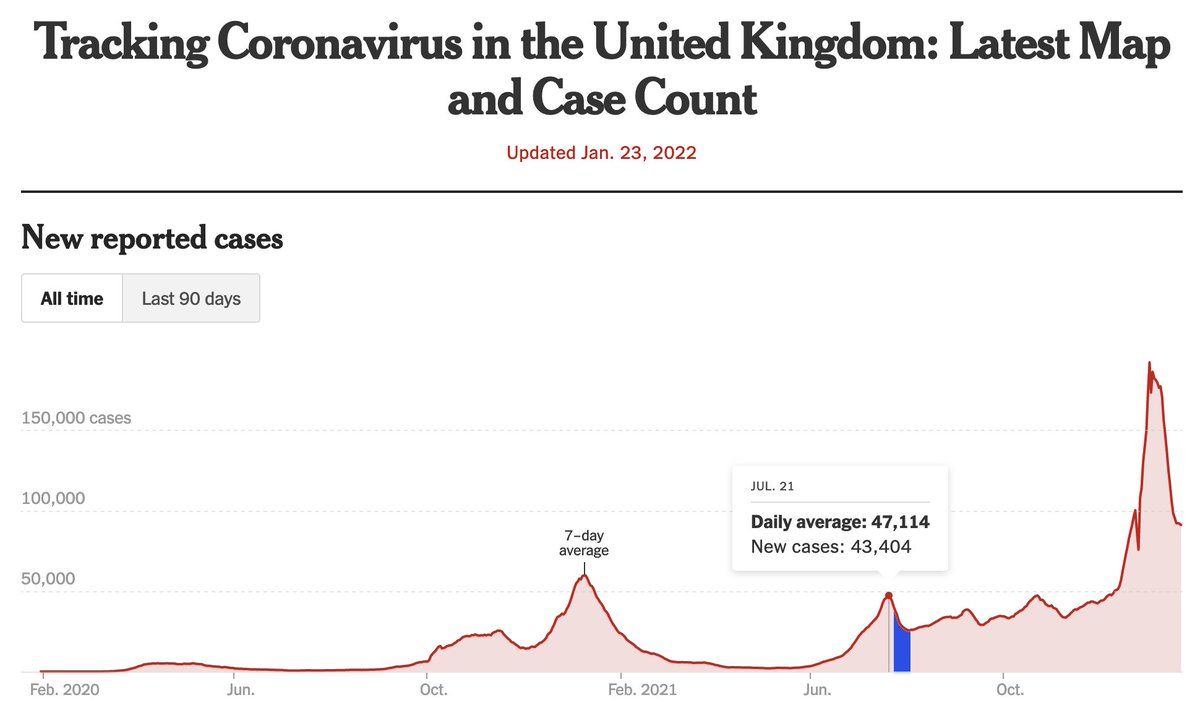 Tracking Coronavirus in the United Kingdom: Latest Map
and Case Count
Updated Jan. 23, 2022
New reported cases
All time
Last 90 days
150,000 cases
100,000
50,000
7–day
average
JUL. 21
Daily average: 47,114
New cases: 43,404
Feb. 2020
Jun.
Oct.
Feb. 2021
Jun.
Oct.